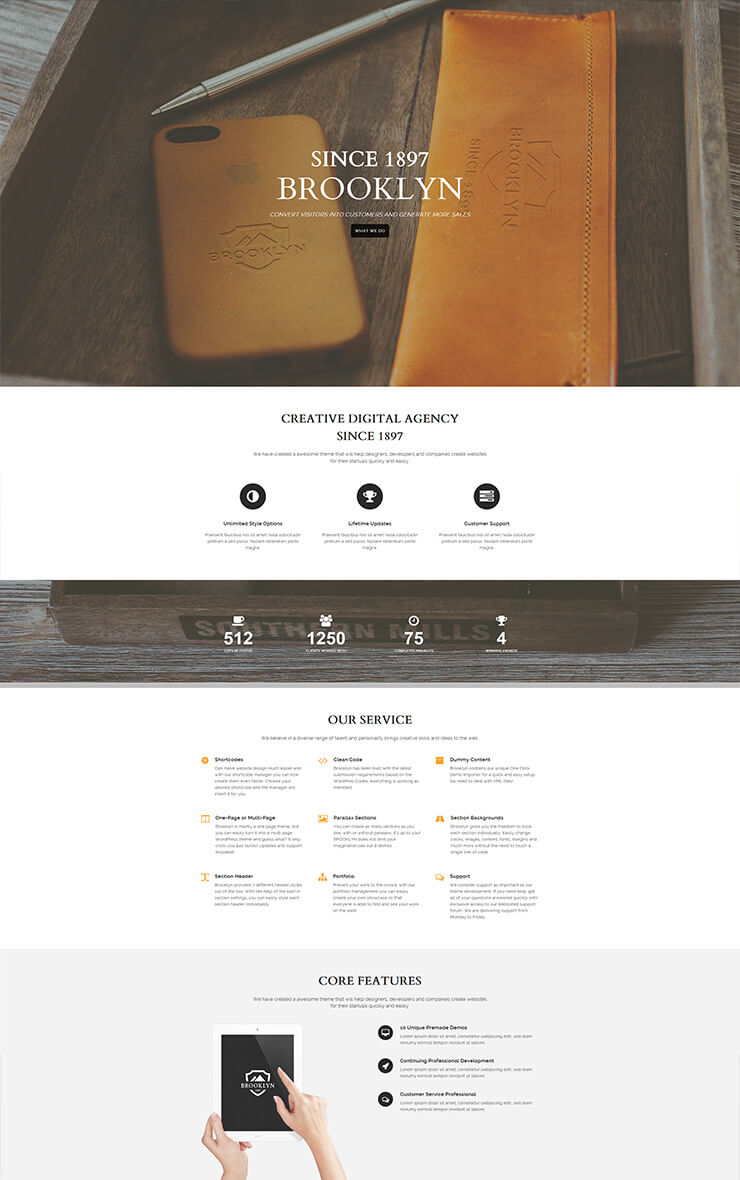 SINCE 1897
BROOKLYN
CONVERT VISITORS INTO CUSTOMERS AND GENERATE MORE SALES
WHAT WE DO
BROOKLYN
BROOKLYN
SINCE 1897
CREATIVE DIGITAL AGENCY
SINCE 1897
We have created a awesome theme that will help designers, developers and companies create websites
for their startups quickly and easily.
Unlimited Style Options
Praesent faucibus nisi sit amet nulla sollicitudin
pretium a sed purus. Nullam bibendum porta
magna.
Lifetime Updates
Praesent faucibus nisi sit amet nulla sollicitudin
pretium a sed purus. Nullam bibendum porta
magna.
Customer Support
Praesent faucibus nisi sit amet nulla sollicitudin
pretium a sed purus. Nullam bibendum porta
magna.
SOUTHERN MILLS
512
CUPS OF COFFEE
1250
CLIENTS WORKED WITH
75
COMPLETED PROJECTS
4
WINNING AWARDS
OUR SERVICE
We believe in a diverse range of talent and personality brings creative skills and ideas to the web.
Shortcodes
Can make website design much easier and
with our shortcode manager you can now
create them even faster. Choose your
desired shortcode and the manager will
insert it for you.
Clean Code
Brooklyn has been built with the latest
submission requirements based on the
WordPress Codex, everything is working as
intended.
Dummy Content
Brooklyn contains our unique One Click
Demo Importer for a quick and easy setup.
No need to deal with XML files!
One-Page or Multi-Page
Brooklyn is mainly a one page theme, but
you can easily turn it into a multi page
WordPress theme and guess what? It only
costs you $40 bucks! Updates and support
included!
Parallax Sections
You can create as many sections as you
like, with or without parallaxs. It's up to your
BROOKLYN does not limit your
imagination,see our 8 demos.
Section Backgrounds
Brooklyn gives you the freedom to style
each section individually. Easily change
colors, images, content, fonts, margins and
much more without the need to touch a
single line of code.
Section Header
Brooklyn provides 7 different header styles
out of the box. With the help of the built in
section settings, you can easily style each
section header individually.
Portfolio
Present your work to the crowd, with our
portfolio management you can easily
create your own showcase so that
everyone is able to find and see your work
on the web!
Support
We consider support as important as our
theme development. If you need help, get
all of your questions answered quickly with
exclusive access to our dedicated support
forum. We are delivering support from
Monday to Friday.
CORE FEATURES
We have created a awesome theme that will help designers, developers and companies create websites
for their startups quickly and easily.
10 Unique Premade Demos
Lorem ipsum dolor sit amet, consetetur sadipscing elitr, sed diam
nonumy eirmod tempor invidunt ut labore.
Continuing Professional Development
Lorem ipsum dolor sit amet, consetetur sadipscing elitr, sed diam
nonumy eirmod tempor invidunt ut labore.
Customer Service Professional
Lorem ipsum dolor sit amet, consetetur sadipscing elitr, sed diam
nonumy eirmod tempor invidunt ut labore.
BROOKLYN